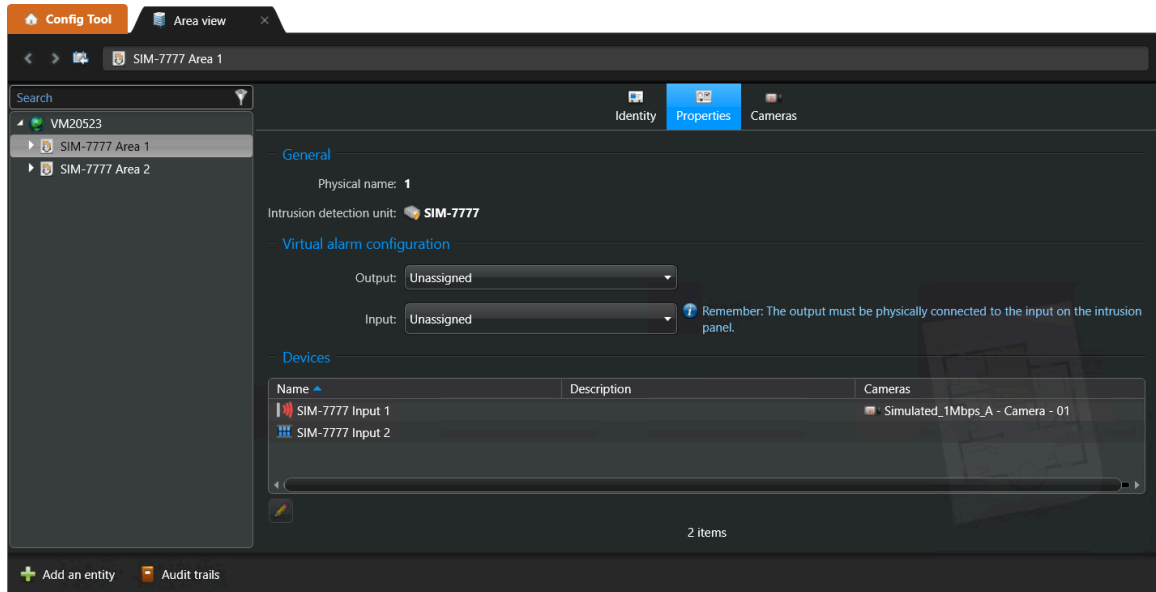 Config Tool
Area view
SIM-7777 Area 1
Search
VM20523
SIM-7777 Area 1
SIM-7777 Area 2
Identity
Properties
Cameras
General
Physical name: 1
Intrusion detection unit: SIM-7777
Virtual alarm configuration
Output: Unassigned
Input: Unassigned
Remember: The output must be physically connected to the input on the intrusion
panel.
Devices
Name Description Cameras
SIM-7777 Input 1 Simulated_1Mbps_A - Camera - 01
SIM-7777 Input 2
2 items
Add an entity
Audit trails